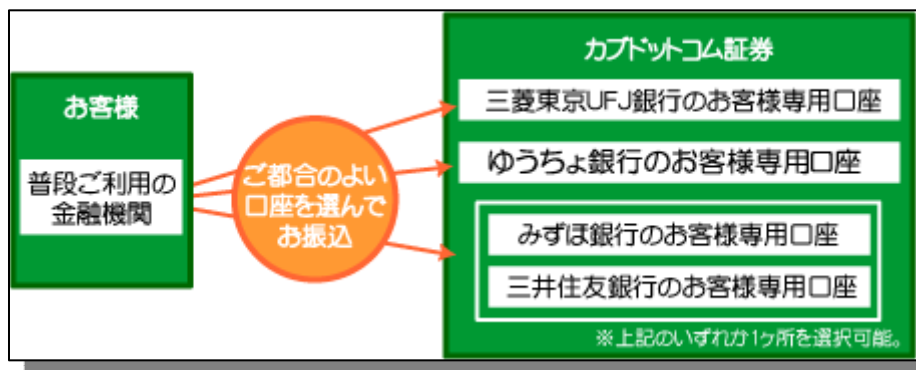 お客様
普段ご利用の
金融機関
ご都合のよい
口座を選んで
お振込
カブドットコム証券
三菱東京UFJ銀行のお客様専用口座
ゆうちょ銀行のお客様専用口座
みずほ銀行のお客様専用口座
三井住友銀行のお客様専用口座
※上記のいずれか1ヶ所を選択可能。